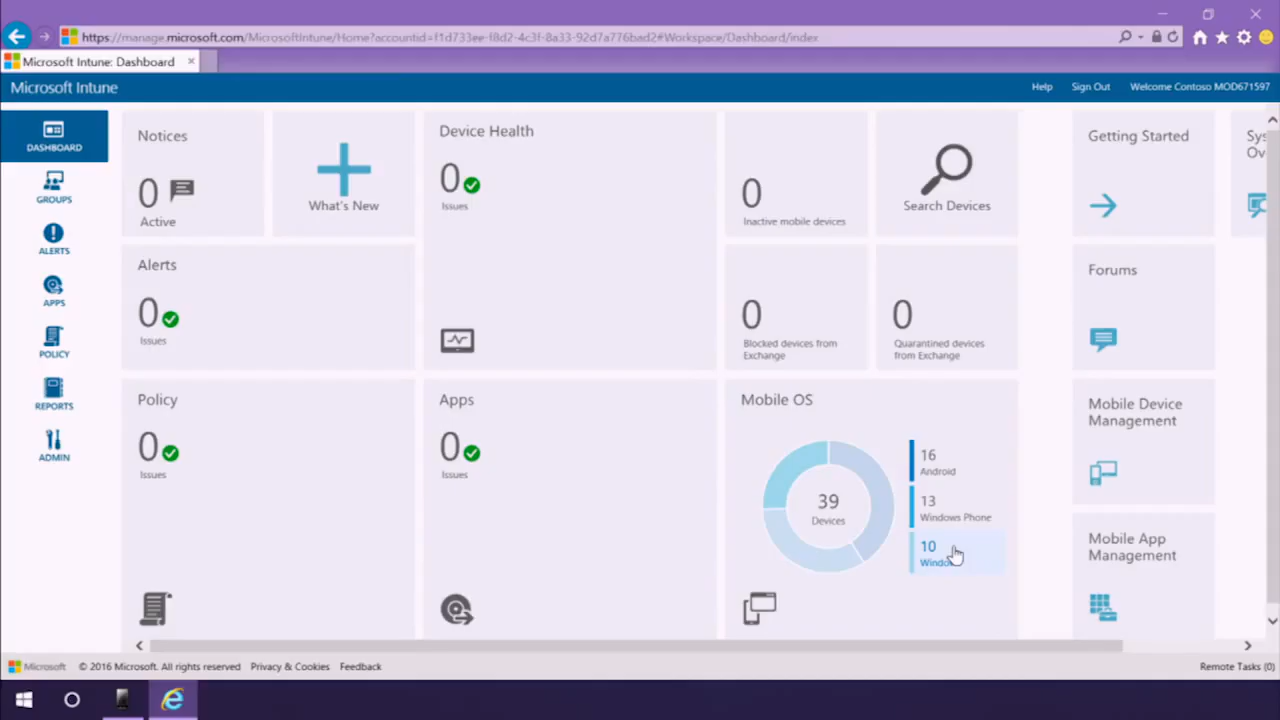 https://manage.microsoft.com/MicrosoftIntune/Home?accountid=f1d733ee-f8d2-4c3f-8a33-92d7a776bad2#Workspace/Dashboard/index
Microsoft Intune: Dashboard
Microsoft Intune
Help
Sign Out
Welcome Contoso MOD671597
DASHBOARD
GROUPS
ALERTS
APPS
POLICY
REPORTS
ADMIN
Notices
0
Active
What's New
Device Health
0
Issues
0
Inactive mobile devices
Search Devices
Getting Started
Alerts
0
Issues
0
Blocked devices from
Exchange
0
Quarantined devices
from Exchange
Forums
Policy
0
Issues
Apps
0
Issues
Mobile OS
39
Devices
16
Android
13
Windows Phone
10
Mobile Device
Management
Mobile App
Management
Microsoft
© 2016 Microsoft. All rights reserved
Privacy & Cookies
Feedback
Remote Tasks (0)